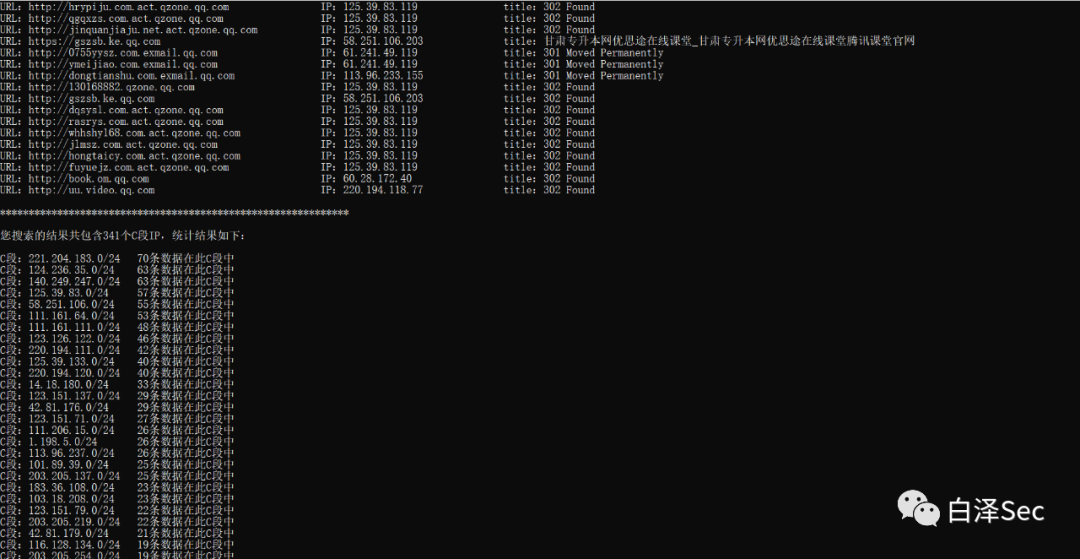 URL: http://hrypiju.com.act.qzone.qq.com IP: 125.39.83.119 title: 302 Found
URL: http://qgqxzs.com.act.qzone.qq.com IP: 125.39.83.119 title: 302 Found
URL: http://jinquanjiaju.net.act.qzone.qq.com IP: 125.39.83.119 title: 302 Found
URL: https://gszsb.ke.qq.com IP: 58.251.106.203 title: 甘肃专升本网优思途在线课堂_甘肃专升本网优思途在线课堂腾讯课堂官网
URL: http://0755yysz.com.exmail.qq.com IP: 61.241.49.119 title: 301 Moved Permanently
URL: http://ymeijiao.com.exmail.qq.com IP: 61.241.49.119 title: 301 Moved Permanently
URL: http://dongtianshu.com.exmail.qq.com IP: 113.96.233.155 title: 301 Moved Permanently
URL: http://130168882.qzone.qq.com IP: 125.39.83.119 title: 302 Found
URL: http://gszsb.ke.qq.com IP: 58.251.106.203 title: 302 Found
URL: http://dqsysl.com.act.qzone.qq.com IP: 125.39.83.119 title: 302 Found
URL: http://rasrys.com.act.qzone.qq.com IP: 125.39.83.119 title: 302 Found
URL: http://whhshy168.com.act.qzone.qq.com IP: 125.39.83.119 title: 302 Found
URL: http://jlmsz.com.act.qzone.qq.com IP: 125.39.83.119 title: 302 Found
URL: http://hongtaicy.com.act.qzone.qq.com IP: 125.39.83.119 title: 302 Found
URL: http://fuyuejz.com.act.qzone.qq.com IP: 125.39.83.119 title: 302 Found
URL: http://book.om.qq.com IP: 60.28.172.40 title: 302 Found
URL: http://uu.video.qq.com IP: 220.194.118.77 title: 302 Found
*************************************************************
您搜索的结果共包含341个C段IP，统计结果如下：
C段：221.204.183.0/24 70条数据在此C段中
C段：124.236.35.0/24 63条数据在此C段中
C段：140.249.247.0/24 63条数据在此C段中
C段：125.39.83.0/24 57条数据在此C段中
C段：58.251.106.0/24 55条数据在此C段中
C段：111.161.64.0/24 53条数据在此C段中
C段：111.161.111.0/24 48条数据在此C段中
C段：123.126.122.0/24 46条数据在此C段中
C段：220.194.111.0/24 42条数据在此C段中
C段：125.39.133.0/24 40条数据在此C段中
C段：220.194.120.0/24 40条数据在此C段中
C段：14.18.180.0/24 33条数据在此C段中
C段：123.151.137.0/24 29条数据在此C段中
C段：42.81.176.0/24 29条数据在此C段中
C段：123.151.71.0/24 27条数据在此C段中
C段：111.206.15.0/24 26条数据在此C段中
C段：1.198.5.0/24 26条数据在此C段中
C段：113.96.237.0/24 26条数据在此C段中
C段：101.89.39.0/24 25条数据在此C段中
C段：203.205.137.0/24 25条数据在此C段中
C段：183.36.108.0/24 23条数据在此C段中
C段：103.18.208.0/24 23条数据在此C段中
C段：123.151.79.0/24 22条数据在此C段中
C段：203.205.219.0/24 22条数据在此C段中
C段：42.81.179.0/24 21条数据在此C段中
C段：116.128.134.0/24 19条数据在此C段中
C段：203.205.254.0/24 19条数据在此C段中
白泽Sec